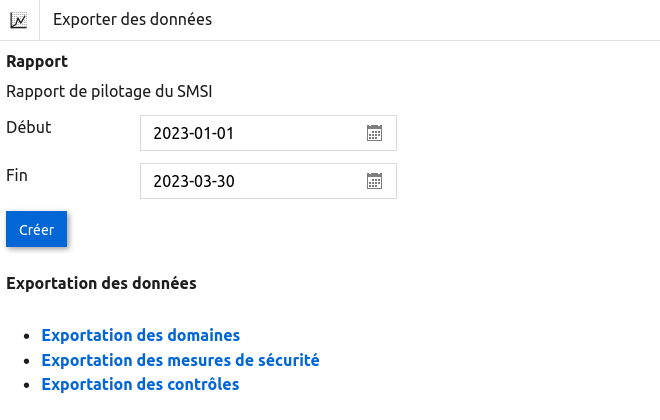 Exporter des données
Rapport
Rapport de pilotage du SMSI
Début
2023-01-01
Fin
2023-03-30
Créer
Exportation des données
Exportation des domaines
Exportation des mesures de sécurité
Exportation des contrôles